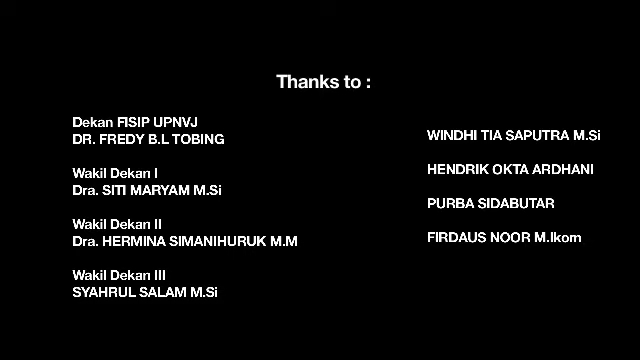 Thanks to :
Dekan FISIP UPNVJ
DR. FREDY B.L TOBING
Wakil Dekan I
Dra. SITI MARYAM M.Si
Wakil Dekan II
Dra. HERMINA SIMANIHURUK M.M
Wakil Dekan III
SYAHRUL SALAM M.Si
WINDHI TIA SAPUTRA M.Si
HENDRIK OKTA ARDHANI
PURBA SIDABUTAR
FIRDAUS NOOR M.Ikom